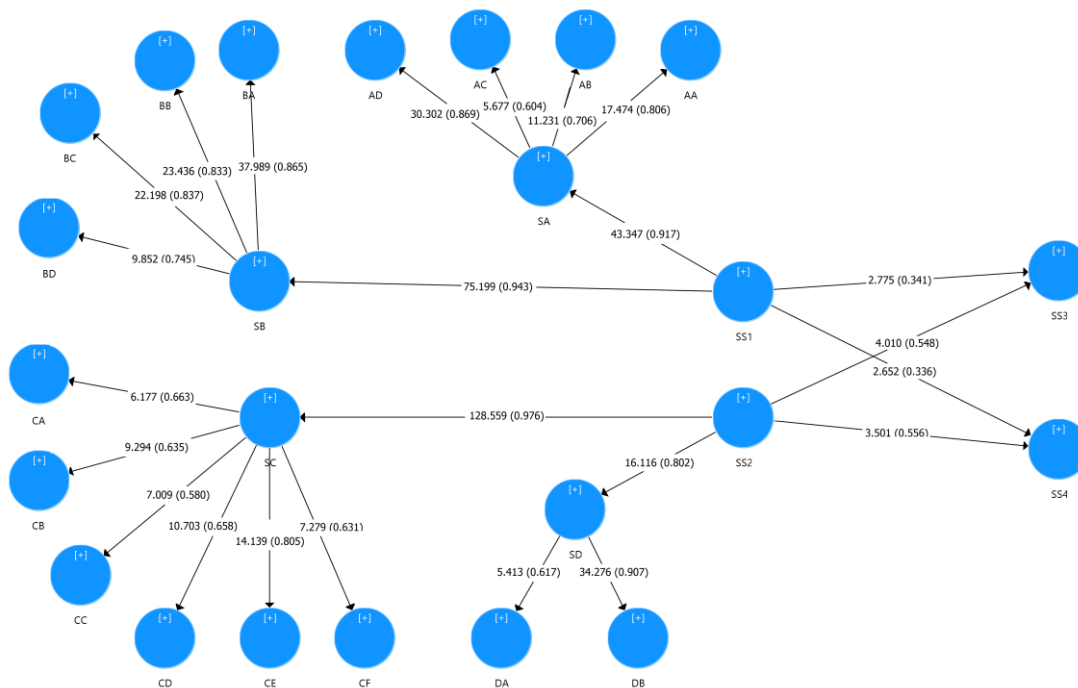 [+]
AC
[+]
AB
[+]
BA
[+]
AD
[+]
AA
[+]
BB
[+]
BC
5.677 (0.604)
17.474 (0.806)
30.302 (0.869)
11.231 (0.706)
[+]
SA
23.436 (0.833)
37.989 (0.865)
22.198 (0.837)
[+]
BD
43.347 (0.917)
9.852 (0.745)
[+]
SB
75.199 (0.943)
[+]
SS1
2.775 (0.341)
[+]
SS3
4.010 (0.548)
2.652 (0.336)
[+]
CA
6.177 (0.663)
[+]
SC
128.559 (0.976)
[+]
SS2
3.501 (0.556)
[+]
SS4
9.294 (0.635)
[+]
CB
16.116 (0.802)
7.009 (0.580)
10.703 (0.658)
7.279 (0.631)
14.139 (0.805)
[+]
SD
[+]
CC
5.413 (0.617)
34.276 (0.907)
[+]
CD
[+]
CE
[+]
CF
[+]
DA
[+]
DB